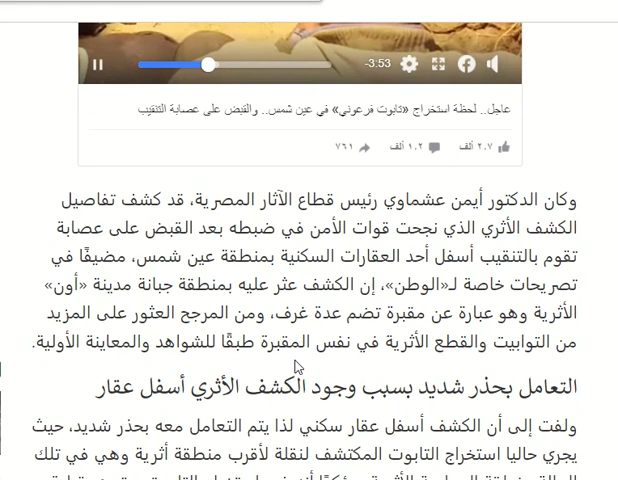 -3:53
عاجل.. لحظة استخراج «تابوت فرعوني» في عين شمس.. والقبض على عصابة التنقيب
٢.٧ ألف ١.٢ ألف ٧٦١
وكان الدكتور أيمن عشماوي رئيس قطاع الآثار المصرية، قد كشف تفاصيل
الكشف الأثري الذي نجحت قوات الأمن في ضبطه بعد القبض على عصابة
تقوم بالتنقيب أسفل أحد العقارات السكنية بمنطقة عين شمس، مضيفًا في
تصريحات خاصة لـ«الوطن»، إن الكشف عثر عليه بمنطقة جبانة مدينة «أون»
الأثرية وهو عبارة عن مقبرة تضم عدة غرف، ومن المرجح العثور على المزيد
من التوابيت والقطع الأثرية في نفس المقبرة طبقًا للشواهد والمعاينة الأولية.
التعامل بحذر شديد بسبب وجود الكشف الأثري أسفل عقار
ولفت إلى أن الكشف أسفل عقار سكني لذا يتم التعامل معه بحذر شديد، حيث
يجري حاليا استخراج التابوت المكتشف لنقلة لأقرب منطقة أثرية وهي في تلك